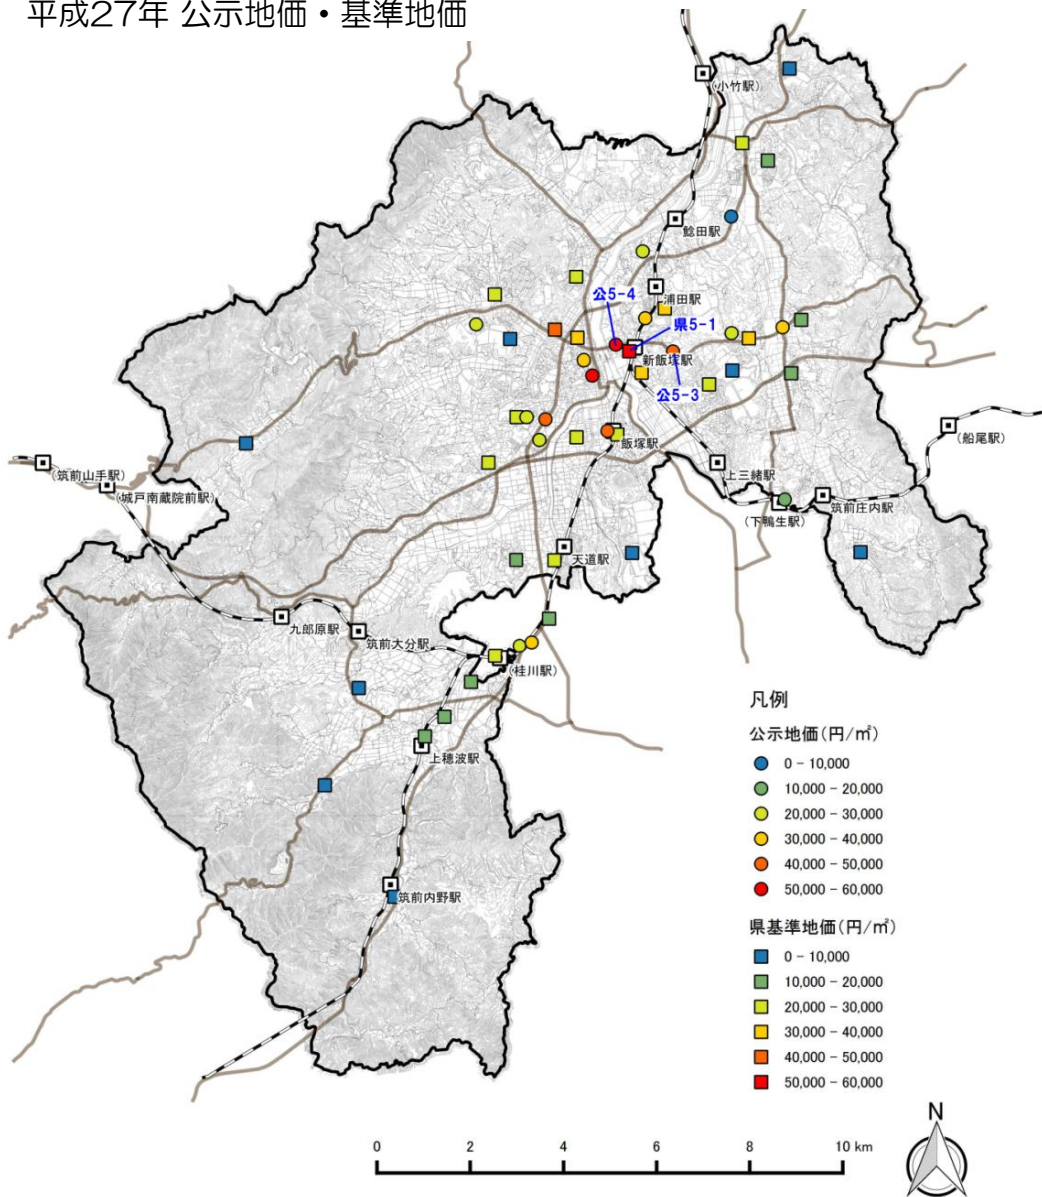 平成27年 公示地価・基準地価
(小竹駅)
鯰田駅
公5-4
浦田駅
県5-1
新飯塚駅
公5-3
飯塚駅
(船尾駅)
(筑前山手駅)
(城戸南蔵院前駅)
上三緒駅
筑前庄内駅
(下鴨生駅)
天道駅
九郎原駅
筑前大分駅
(桂川駅)
上穂波駅
筑前内野駅
凡例
公示地価(円/㎡)
0 - 10,000
10,000 - 20,000
20,000 - 30,000
30,000 - 40,000
40,000 - 50,000
50,000 - 60,000
県基準地価(円/㎡)
0 - 10,000
10,000 - 20,000
20,000 - 30,000
30,000 - 40,000
40,000 - 50,000
50,000 - 60,000
N
0 2 4 6 8 10 km